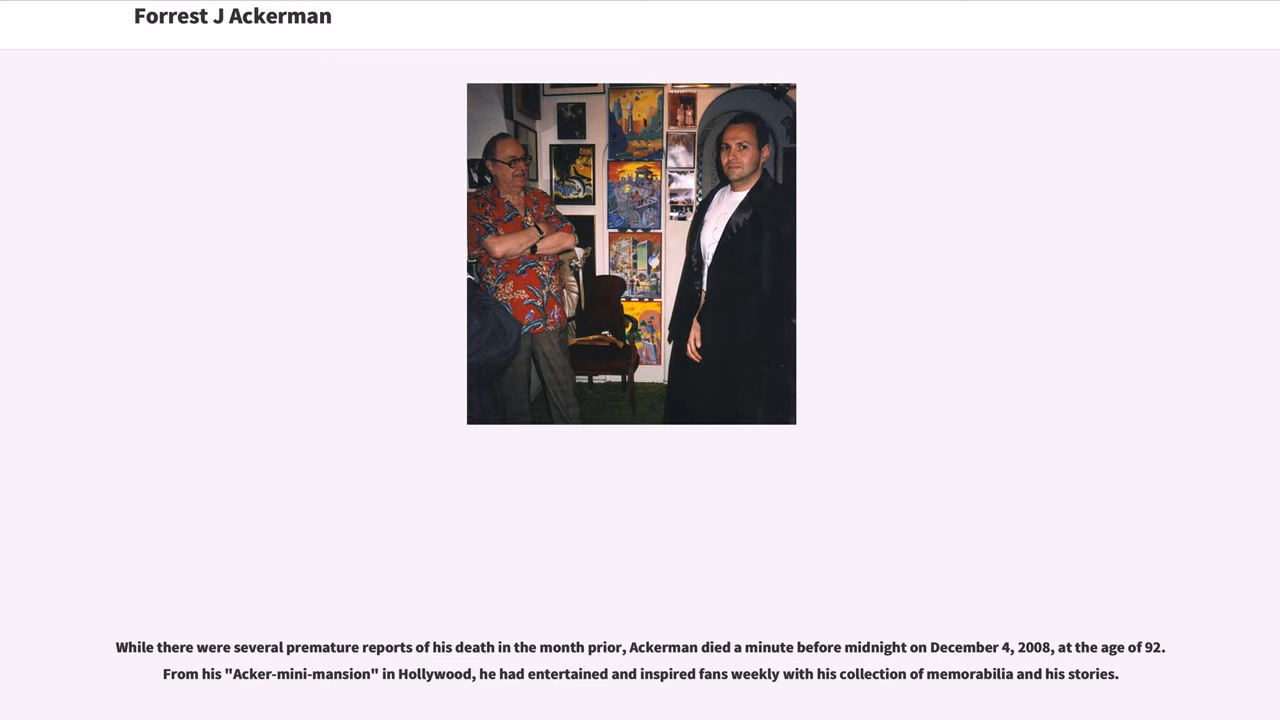 Forrest J Ackerman
While there were several premature reports of his death in the month prior, Ackerman died a minute before midnight on December 4, 2008, at the age of 92.
From his "Acker-mini-mansion" in Hollywood, he had entertained and inspired fans weekly with his collection of memorabilia and his stories.